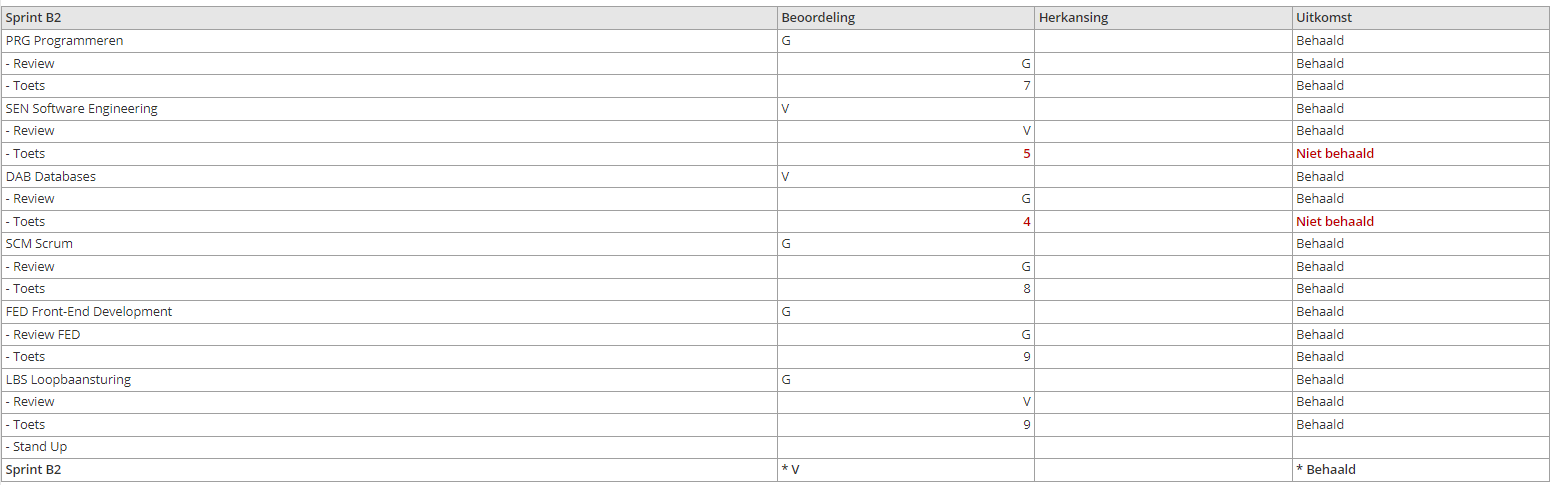 Sprint B2 Beoordeling Herkansing Uitkomst
PRG Programmeren G Behaald
- Review G Behaald
- Toets 7 Behaald
SEN Software Engineering V Behaald
- Review V Behaald
- Toets 5 Niet behaald
DAB Databases V Behaald
- Review G Behaald
- Toets 4 Niet behaald
SCM Scrum G Behaald
- Review G Behaald
- Toets 8 Behaald
FED Front-End Development G Behaald
- Review FED G Behaald
- Toets 9 Behaald
LBS Loopbaansturing G Behaald
- Review V Behaald
- Toets 9 Behaald
- Stand Up
Sprint B2 * V * Behaald